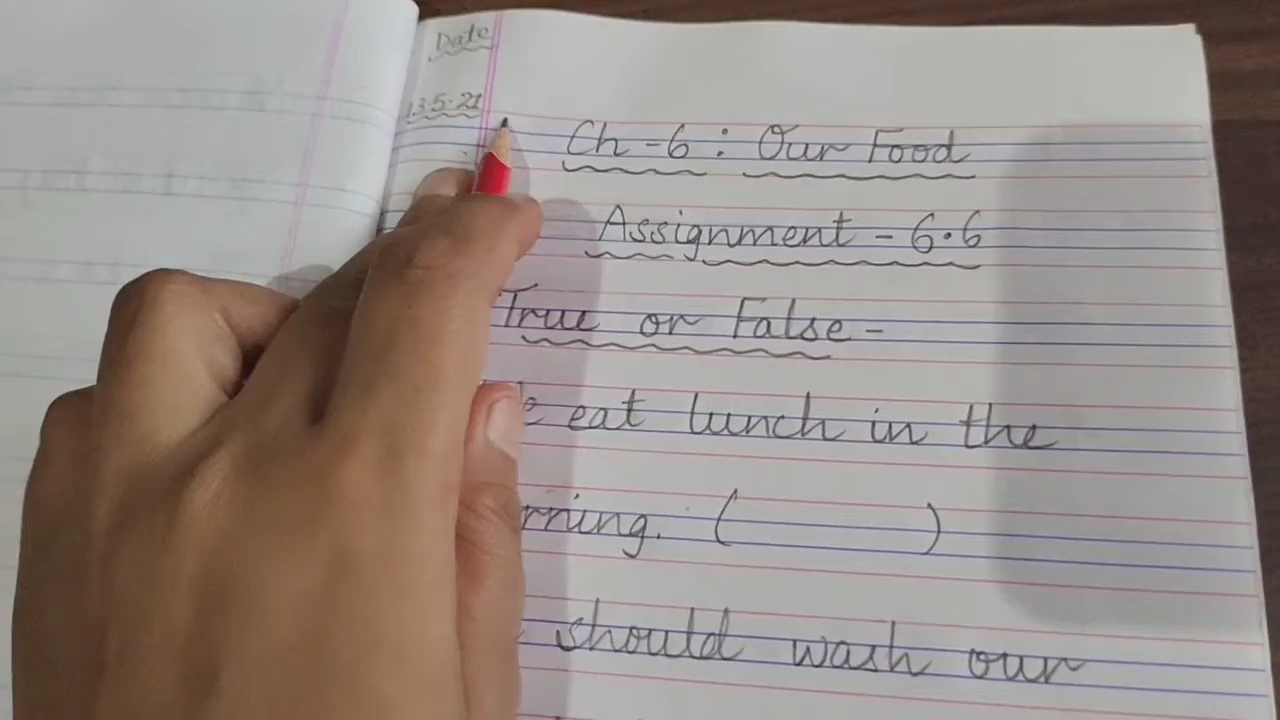 Date
13.5.21
Ch-6: Our Food
Assignment - 6.6
True or False -
eat lunch in the
rning. ( )
should wash our